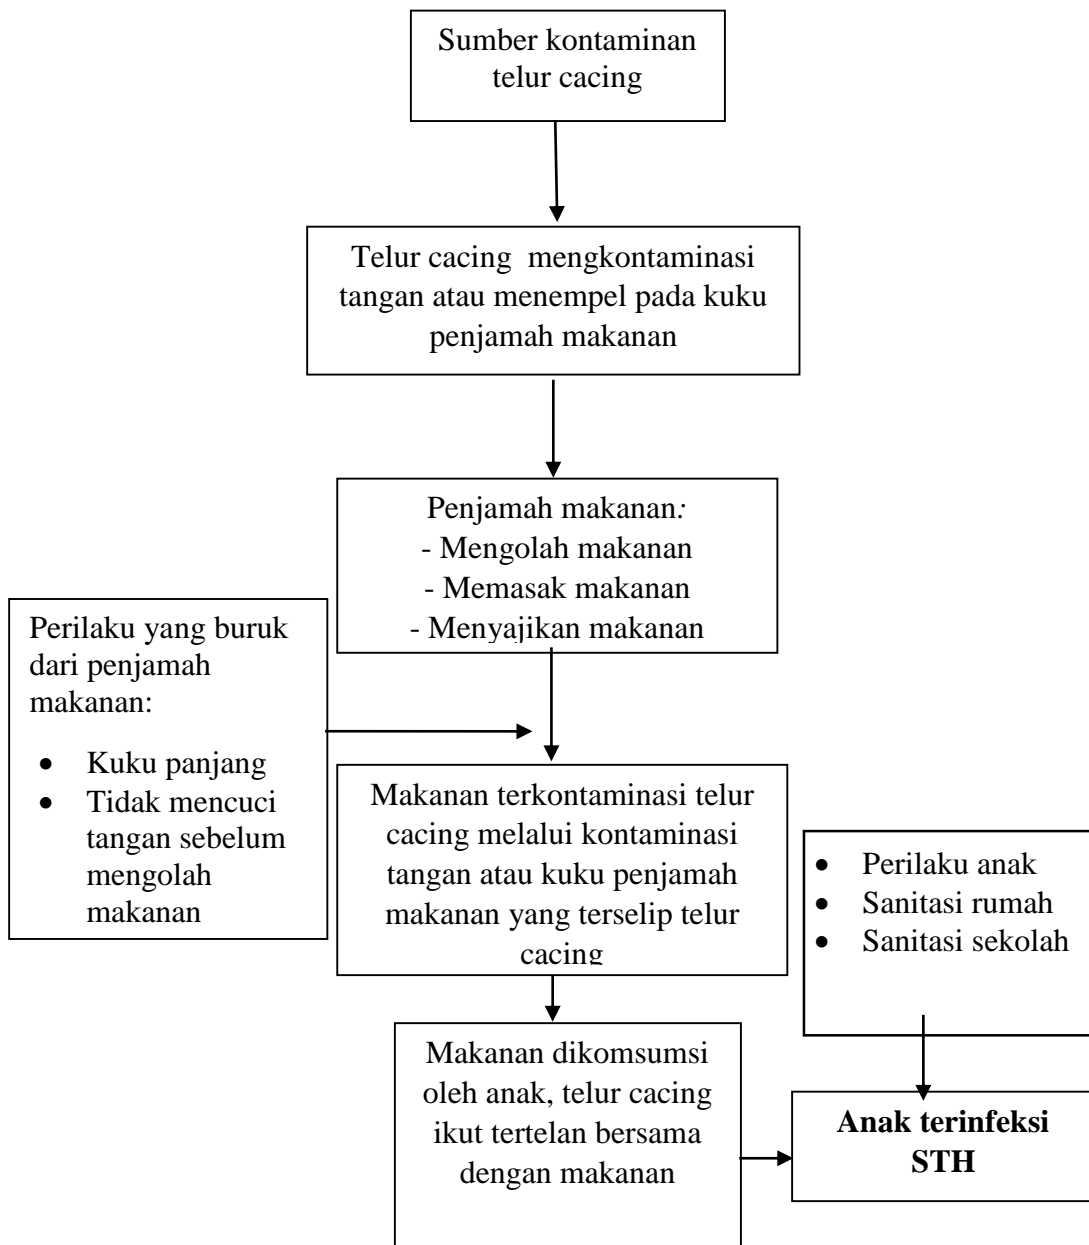 Sumber kontaminan
telur cacing
Telur cacing mengkontaminasi
tangan atau menempel pada kuku
penjamah makanan
Penjamah makanan:
- Mengolah makanan
- Memasak makanan
- Menyajikan makanan
Perilaku yang buruk
dari penjamah
makanan:
• Kuku panjang
• Tidak mencuci
tangan sebelum
mengolah
makanan
Makanan terkontaminasi telur
cacing melalui kontaminasi
tangan atau kuku penjamah
makanan yang terselip telur
cacing
• Perilaku anak
• Sanitasi rumah
• Sanitasi sekolah
Makanan dikomsumsi
oleh anak, telur cacing
ikut tertelan bersama
dengan makanan
Anak terinfeksi
STH